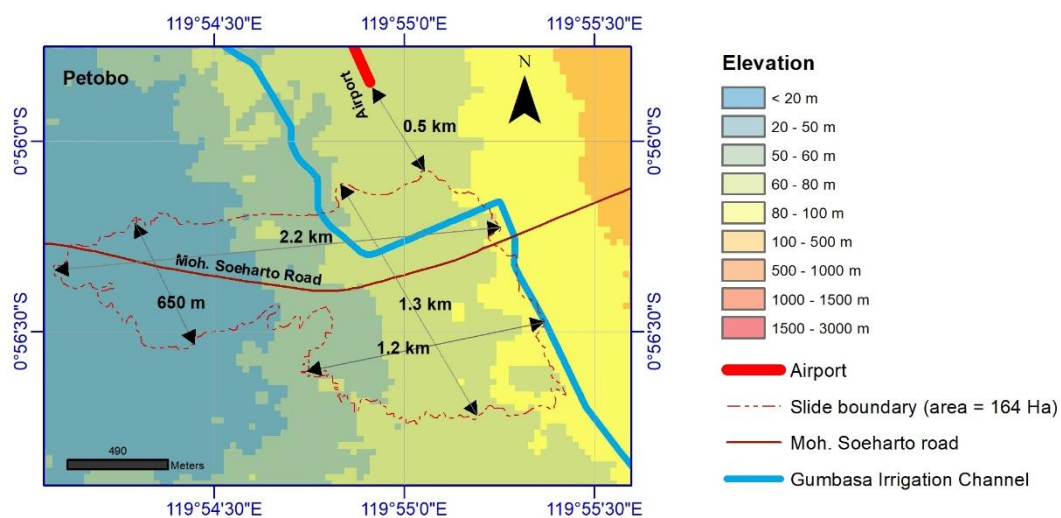 119°54'30"E 119°55'0"E 119°55'30"E
Petobo
N
Airport
0.5 km
0°56'0"S
0°56'0"S
2.2 km
Moh. Soeharto Road
650 m
1.3 km
1.2 km
0°56'30"S
0°56'30"S
490
Meters
119°54'30"E 119°55'0"E 119°55'30"E
Elevation
< 20 m
20 - 50 m
50 - 60 m
60 - 80 m
80 - 100 m
100 - 500 m
500 - 1000 m
1000 - 1500 m
1500 - 3000 m
Airport
Slide boundary (area = 164 Ha)
Moh. Soeharto road
Gumbasa Irrigation Channel